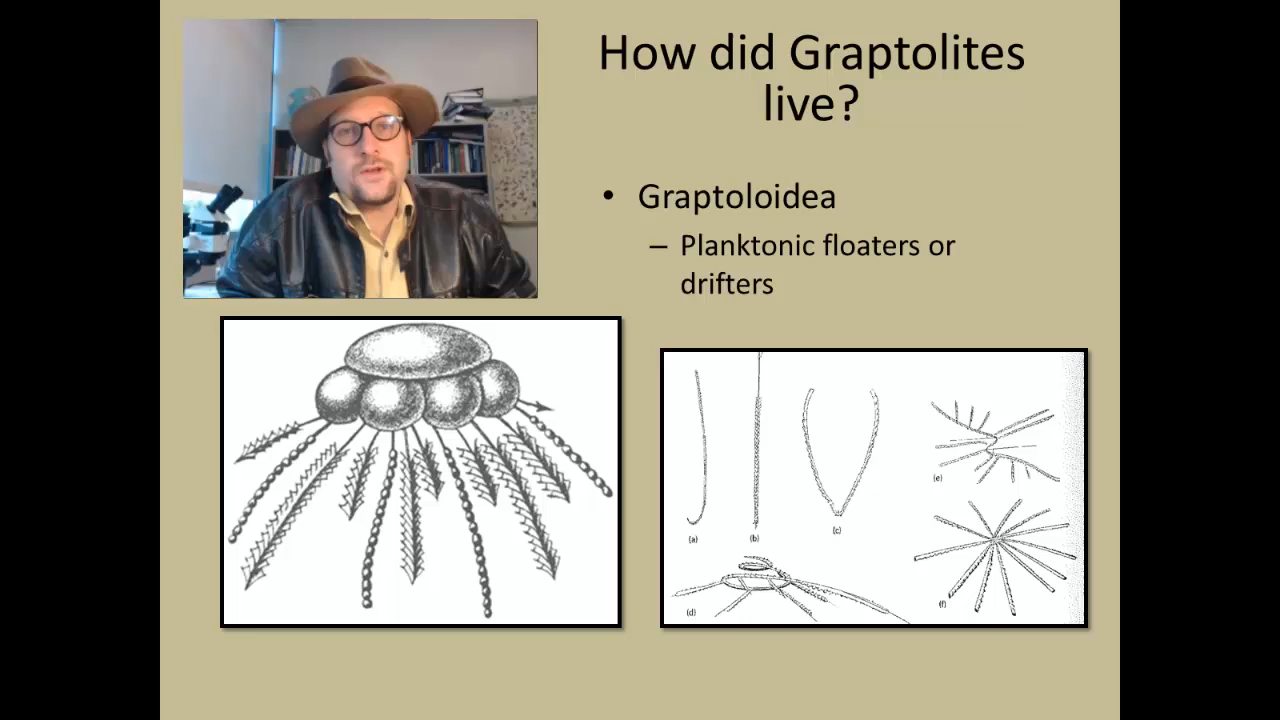 How did Graptolites
live?
• Graptoloidea
– Planktonic floaters or
drifters
(a)
(b)
(c)
(d)
(e)
(f)